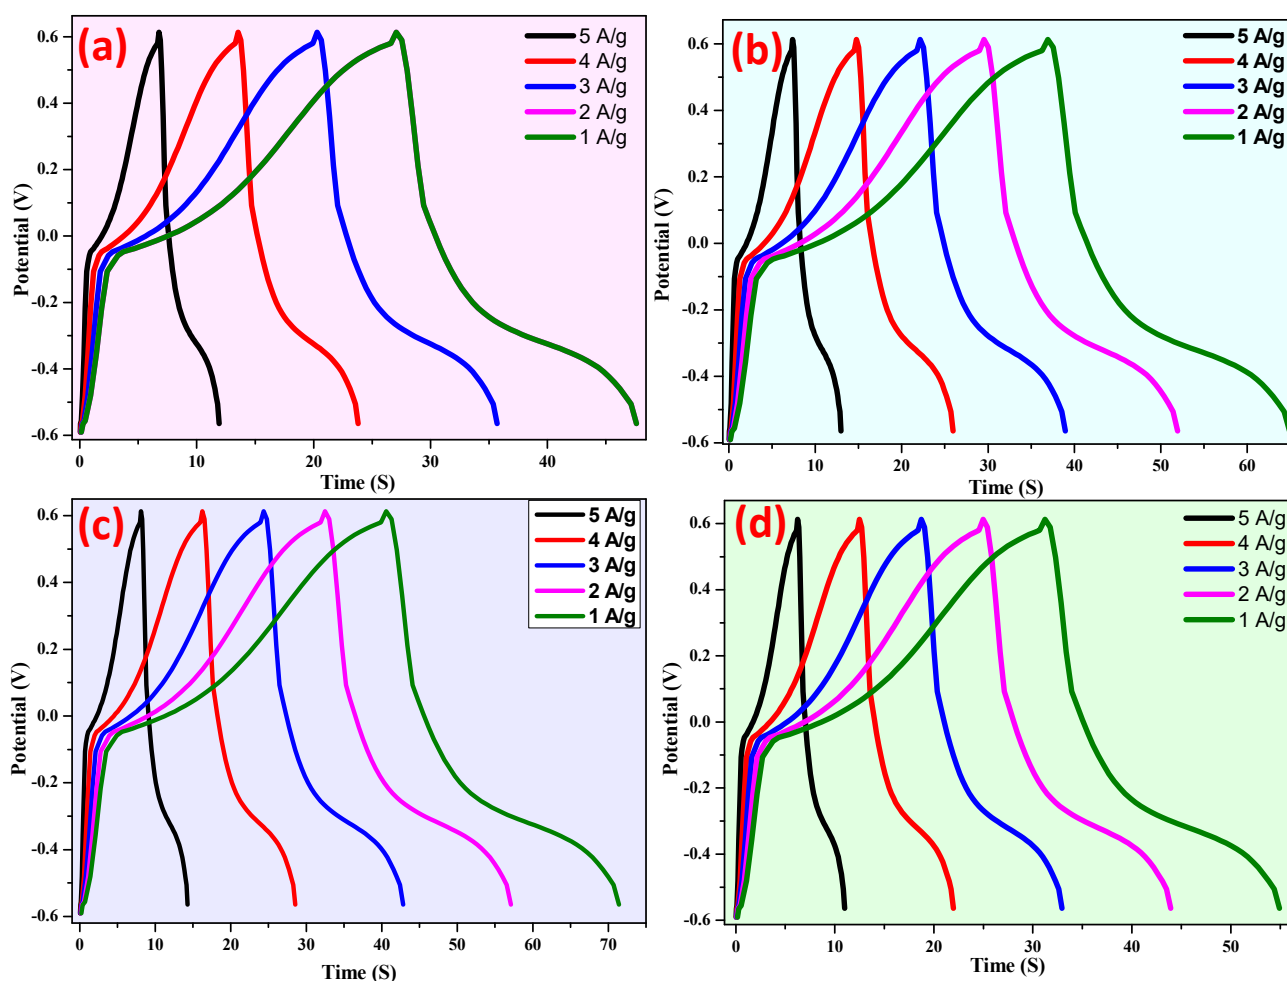 (a)
5 A/g
4 A/g
3 A/g
2 A/g
1 A/g
0.6
0.4
0.2
0.0
-0.2
-0.4
-0.6
Potential (V)
0 10 20 30 40
Time (S)
(b)
5 A/g
4 A/g
3 A/g
2 A/g
1 A/g
0.6
0.4
0.2
0.0
-0.2
-0.4
-0.6
Potential (V)
0 10 20 30 40 50 60
Time (S)
(c)
5 A/g
4 A/g
3 A/g
2 A/g
1 A/g
0.6
0.4
0.2
0.0
-0.2
-0.4
-0.6
Potential (V)
0 10 20 30 40 50 60 70
Time (S)
(d)
5 A/g
4 A/g
3 A/g
2 A/g
1 A/g
0.6
0.4
0.2
0.0
-0.2
-0.4
-0.6
Potential (V)
0 10 20 30 40 50
Time (S)